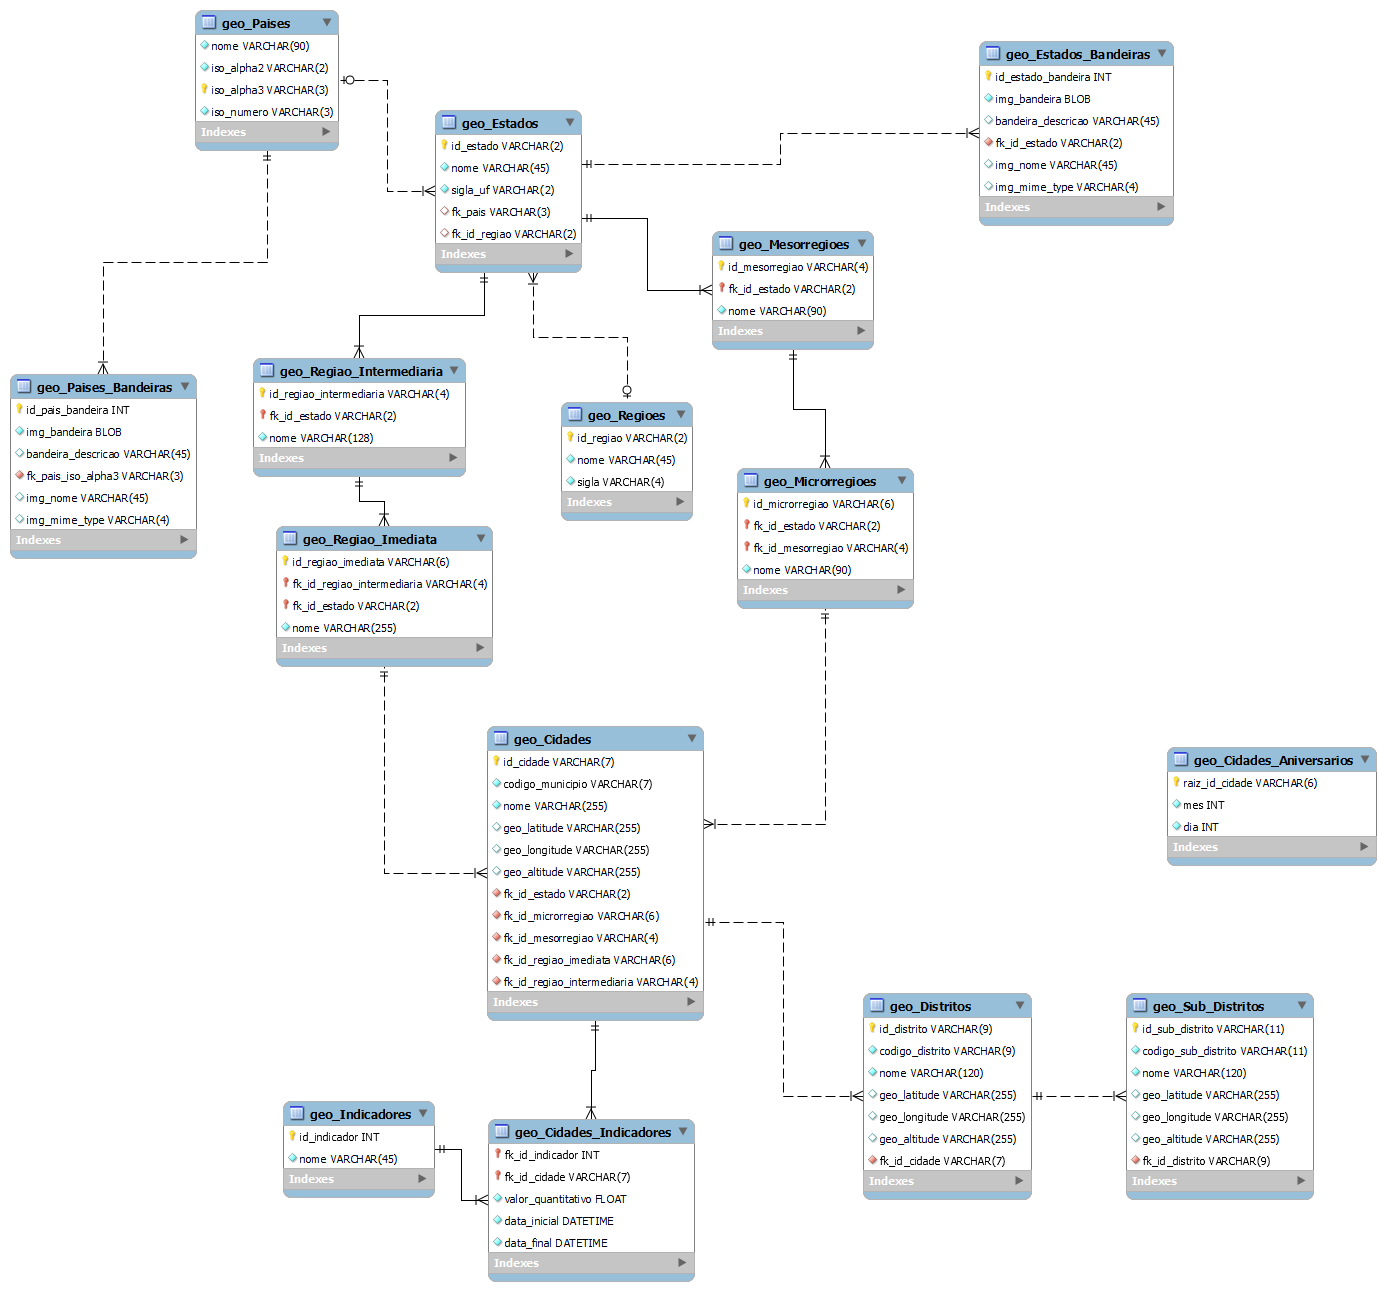 geo_Paises
nome VARCHAR(90)
iso_alpha2 VARCHAR(2)
iso_alpha3 VARCHAR(3)
iso_numero VARCHAR(3)
Indexes
geo_Estados_Bandeiras
id_estado_bandeira INT
img_bandeira BLOB
bandeira_descricao VARCHAR(45)
fk_id_estado VARCHAR(2)
img_nome VARCHAR(45)
img_mime_type VARCHAR(4)
Indexes
geo_Estados
id_estado VARCHAR(2)
nome VARCHAR(45)
sigla_uf VARCHAR(2)
fk_pais VARCHAR(3)
fk_id_regiao VARCHAR(2)
Indexes
geo_Mesorregioes
id_mesorregiao VARCHAR(4)
fk_id_estado VARCHAR(2)
nome VARCHAR(90)
Indexes
geo_Regiao_Intermediaria
id_regiao_intermediaria VARCHAR(4)
fk_id_estado VARCHAR(2)
nome VARCHAR(128)
Indexes
geo_Paises_Bandeiras
id_pais_bandeira INT
img_bandeira BLOB
bandeira_descricao VARCHAR(45)
fk_pais_iso_alpha3 VARCHAR(3)
img_nome VARCHAR(45)
img_mime_type VARCHAR(4)
Indexes
geo_Regioes
id_regiao VARCHAR(2)
nome VARCHAR(45)
sigla VARCHAR(4)
Indexes
geo_Microrregioes
id_microrregiao VARCHAR(6)
fk_id_estado VARCHAR(2)
fk_id_mesorregiao VARCHAR(4)
nome VARCHAR(90)
Indexes
geo_Regiao_Imediata
id_regiao_imediata VARCHAR(6)
fk_id_regiao_intermediaria VARCHAR(4)
fk_id_estado VARCHAR(2)
nome VARCHAR(255)
Indexes
geo_Cidades
id_cidade VARCHAR(7)
codigo_municipio VARCHAR(7)
nome VARCHAR(255)
geo_latitude VARCHAR(255)
geo_longitude VARCHAR(255)
geo_altitude VARCHAR(255)
fk_id_estado VARCHAR(2)
fk_id_microrregiao VARCHAR(6)
fk_id_mesorregiao VARCHAR(4)
fk_id_regiao_imediata VARCHAR(6)
fk_id_regiao_intermediaria VARCHAR(4)
Indexes
geo_Cidades_Aniversarios
raiz_id_cidade VARCHAR(6)
mes INT
dia INT
Indexes
geo_Distritos
id_distrito VARCHAR(9)
codigo_distrito VARCHAR(9)
nome VARCHAR(120)
geo_latitude VARCHAR(255)
geo_longitude VARCHAR(255)
geo_altitude VARCHAR(255)
fk_id_cidade VARCHAR(7)
Indexes
geo_Sub_Distritos
id_sub_distrito VARCHAR(11)
codigo_sub_distrito VARCHAR(11)
nome VARCHAR(120)
geo_latitude VARCHAR(255)
geo_longitude VARCHAR(255)
geo_altitude VARCHAR(255)
fk_id_distrito VARCHAR(9)
Indexes
geo_Indicadores
id_indicador INT
nome VARCHAR(45)
Indexes
geo_Cidades_Indicadores
fk_id_indicador INT
fk_id_cidade VARCHAR(7)
valor_quantitativo FLOAT
data_inicial DATETIME
data_final DATETIME
Indexes